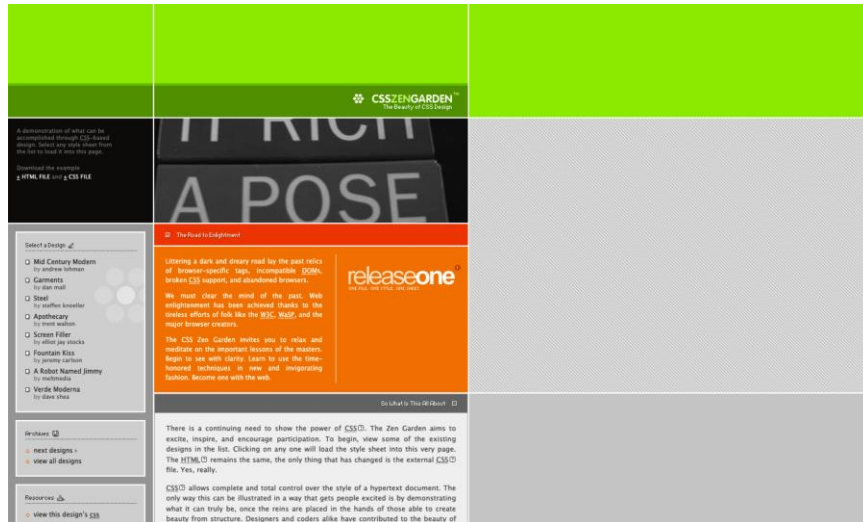 CSSZENGARDEN™
The Beauty of CSS Design
A demonstration of what can be
accomplished through CSS-based
design. Select any style sheet from
the list to load it into this page.
Download the example
HTML FILE and CSS FILE
IT RICH
A POSE
The Road to Enlightment
Littering a dark and dreary road lay the past relics
of browser-specific tags, incompatible DOMs,
broken CSS support, and abandoned browsers.
We must clear the mind of the past. Web
enlightenment has been achieved thanks to the
tireless efforts of folk like the W3C, WaSP, and the
major browser creators.
The CSS Zen Garden invites you to relax and
meditate on the important lessons of the masters.
Begin to see with clarity. Learn to use the time-
honored techniques in new and invigorating
fashion. Become one with the web.
releaseone
ONE FILE. ONE STYLE. ONE SHEET
Select a Design
Mid Century Modern
by andrew lohman
Garments
by dan mall
Steel
by steffen knoeller
Apothecary
by trent walton
Screen Filler
by elliot jay stocks
Fountain Kiss
by jeremy carlson
A Robot Named Jimmy
by meltmedia
Verde Moderna
by dave shea
Archives
next designs ›
view all designs
Resources
view this design's css
So What Is This All About
There is a continuing need to show the power of CSS. The Zen Garden aims to
excite, inspire, and encourage participation. To begin, view some of the existing
designs in the list. Clicking on any one will load the style sheet into this very page.
The HTML remains the same, the only thing that has changed is the external CSS
file. Yes, really.
CSS allows complete and total control over the style of a hypertext document. The
only way this can be illustrated in a way that gets people excited is by demonstrating
what it can truly be, once the reins are placed in the hands of those able to create
beauty from structure. Designers and coders alike have contributed to the beauty of